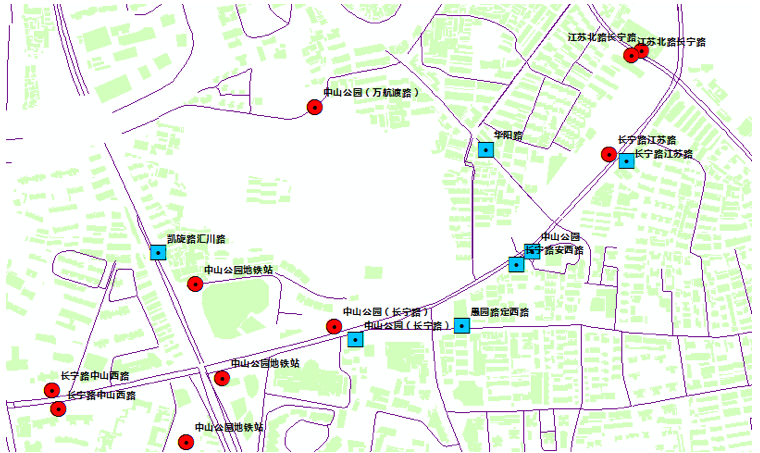 江苏北路长宁路
江苏北路长宁路
中山公园（万航渡路）
华阳路
长宁路江苏路
长宁路江苏路
凯旋路汇川路
中山公园
长宁路安西路
中山公园地铁站
中山公园（长宁路）
愚园路定西路
中山公园（长宁路）
中山公园地铁站
长宁路中山西路
长宁路中山西路
中山公园地铁站